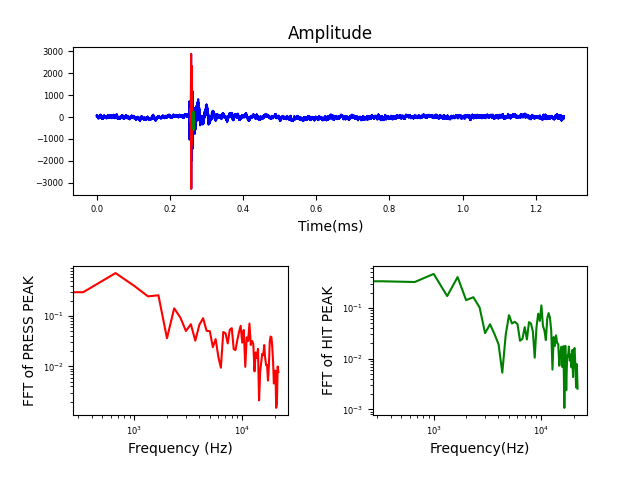 Amplitude
3000
2000
1000
0
−1000
−2000
−3000
0.0 0.2 0.4 0.6 0.8 1.0 1.2
Time(ms)
FFT of PRESS PEAK
10⁻¹
10⁻²
10³ 10⁴
Frequency (Hz)
FFT of HIT PEAK
10⁻¹
10⁻²
10⁻³
10³ 10⁴
Frequency(Hz)